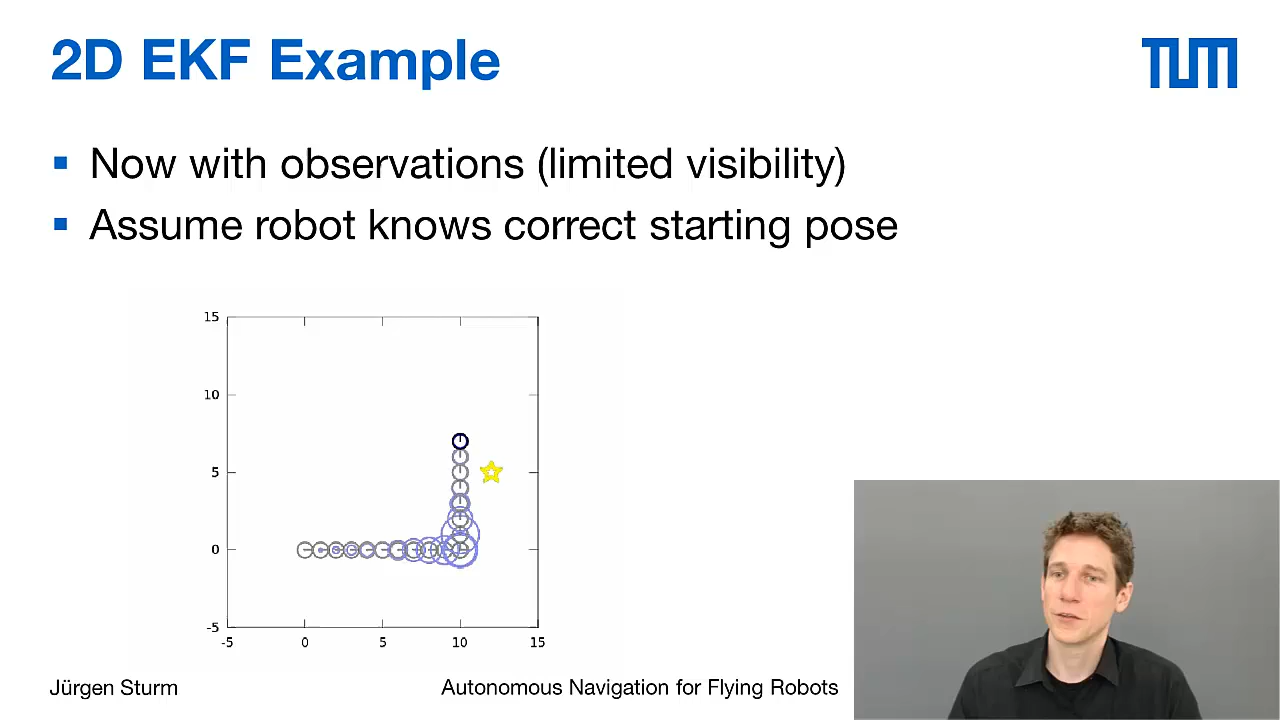 2D EKF Example
TUM
Now with observations (limited visibility)
Assume robot knows correct starting pose
15
10
5
0
-5
-5 0 5 10 15
Jürgen Sturm
Autonomous Navigation for Flying Robots